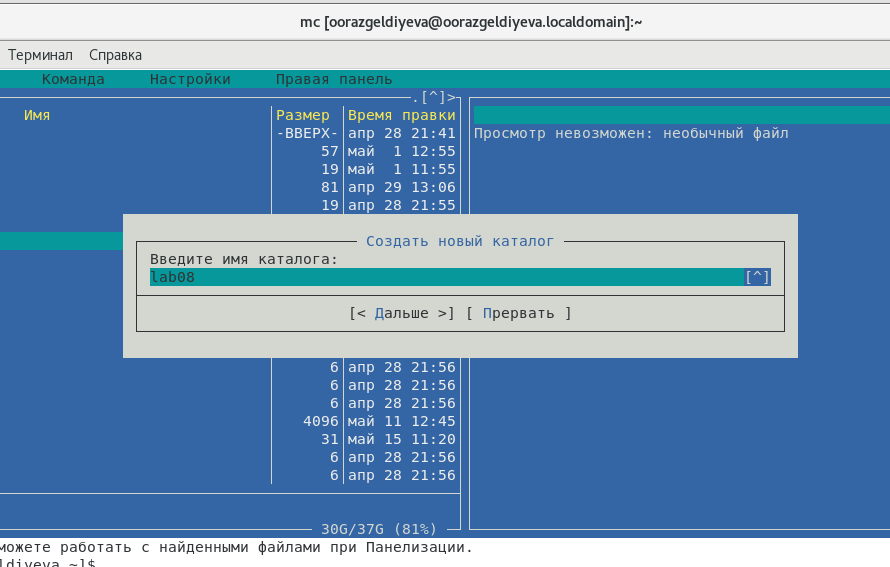 mc [oorazgeldiyeva@oorazgeldiyeva.localdomain]:~
Терминал Справка
Команда Настройки Правая панель
.[^]>
Имя Размер Время правки
-ВВЕРХ- апр 28 21:41 Просмотр невозможен: необычный файл
57 май 1 12:55
19 май 1 11:55
81 апр 29 13:06
19 апр 28 21:55
Создать новый каталог
Введите имя каталога:
lab08 [^]
[< Дальше >] [ Прервать ]
6 апр 28 21:56
6 апр 28 21:56
6 апр 28 21:56
4096 май 11 12:45
31 май 15 11:20
6 апр 28 21:56
6 апр 28 21:56
30G/37G (81%)
можете работать с найденными файлами при Панелизации.
ldiyeva ~]$